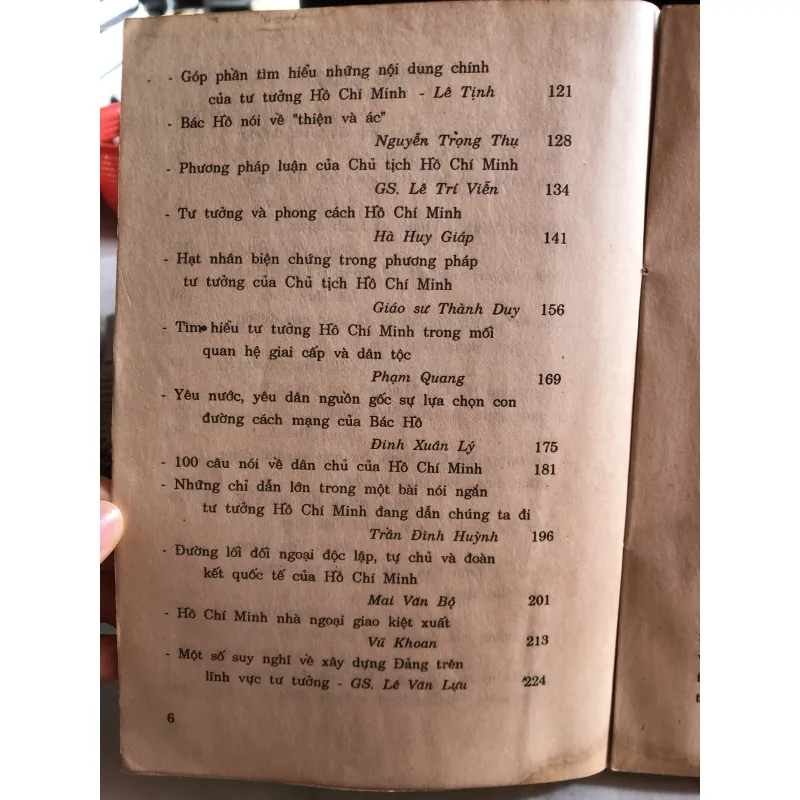 - Góp phần tìm hiểu những nội dung chính
của tư tưởng Hồ Chí Minh - Lê Tịnh 121
- Bác Hồ nói về "thiện và ác"
Nguyễn Trọng Thụ 128
- Phương pháp luận của Chủ tịch Hồ Chí Minh
GS. Lê Trí Viễn 134
- Tư tưởng và phong cách Hồ Chí Minh
Hà Huy Giáp 141
- Hạt nhân biện chứng trong phương pháp
tư tưởng của Chủ tịch Hồ Chí Minh
Giáo sư Thành Duy 156
- Tìm hiểu tư tưởng Hồ Chí Minh trong mối
quan hệ giai cấp và dân tộc
Phạm Quang 169
- Yêu nước, yêu dân nguồn gốc sự lựa chọn con
đường cách mạng của Bác Hồ
Đinh Xuân Lý 175
- 100 câu nói về dân chủ của Hồ Chí Minh 181
- Những chỉ dẫn lớn trong một bài nói ngắn
tư tưởng Hồ Chí Minh đang dẫn chúng ta đi
Trần Đình Huỳnh 196
- Đường lối đối ngoại độc lập, tự chủ và đoàn
kết quốc tế của Hồ Chí Minh
Mai Văn Bộ 201
- Hồ Chí Minh nhà ngoại giao kiệt xuất
Vũ Khoan 213
- Một số suy nghĩ về xây dựng Đảng trên
lĩnh vực tư tưởng - GS. Lê Văn Lựu 224
6